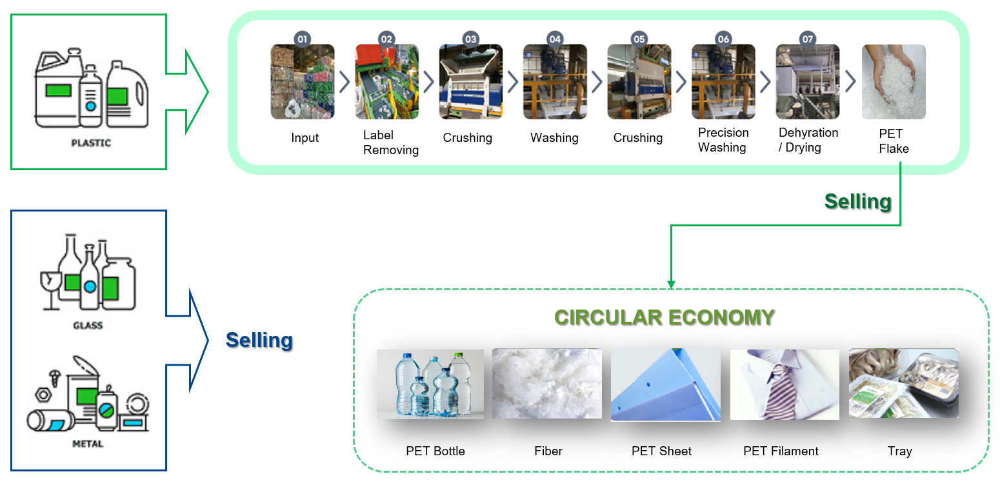 PLASTIC
01
02
03
04
05
06
07
Input
Label
Removing
Crushing
Washing
Crushing
Precision
Washing
Dehyration
/ Drying
PET
Flake
Selling
GLASS
METAL
Selling
CIRCULAR ECONOMY
PET Bottle
Fiber
PET Sheet
PET Filament
Tray